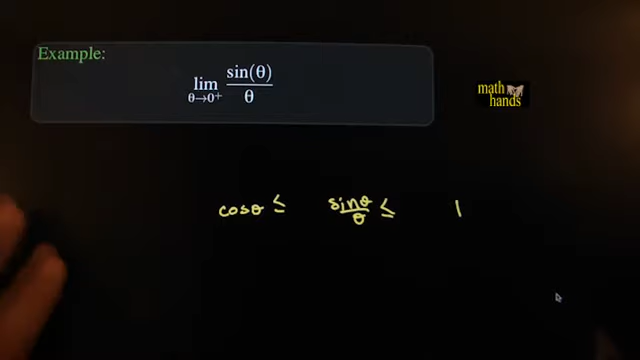 Example:
lim θ→0⁺ sin(θ)/θ
math
hands
cosθ ≤ sinθ/θ ≤ 1